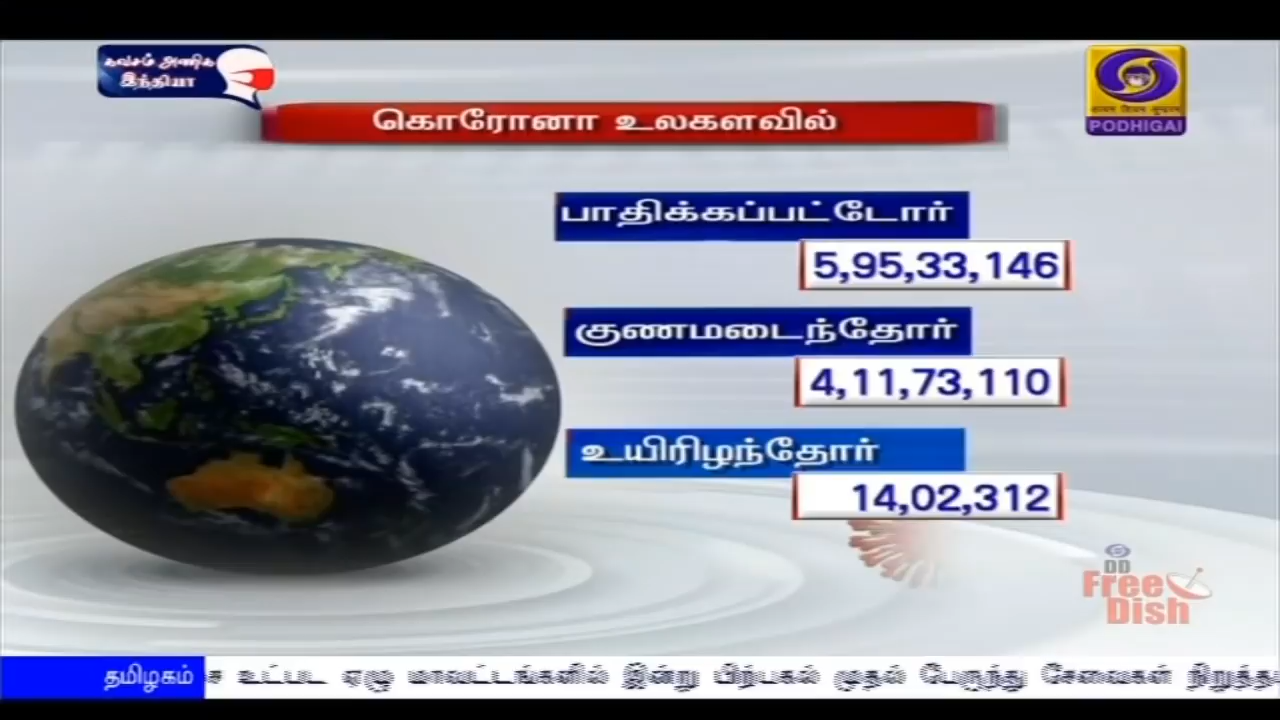 கவசம் அணிக
இந்தியா
PODHIGAI
கொரோனா உலகளவில்
பாதிக்கப்பட்டோர்
5,95,33,146
குணமடைந்தோர்
4,11,73,110
உயிரிழந்தோர்
14,02,312
DD
Free
Dish
தமிழகம் உட்பட ஏழு மாவட்டங்களில் இன்று பிற்பகல் முதல் பேருந்து சேவைகள்